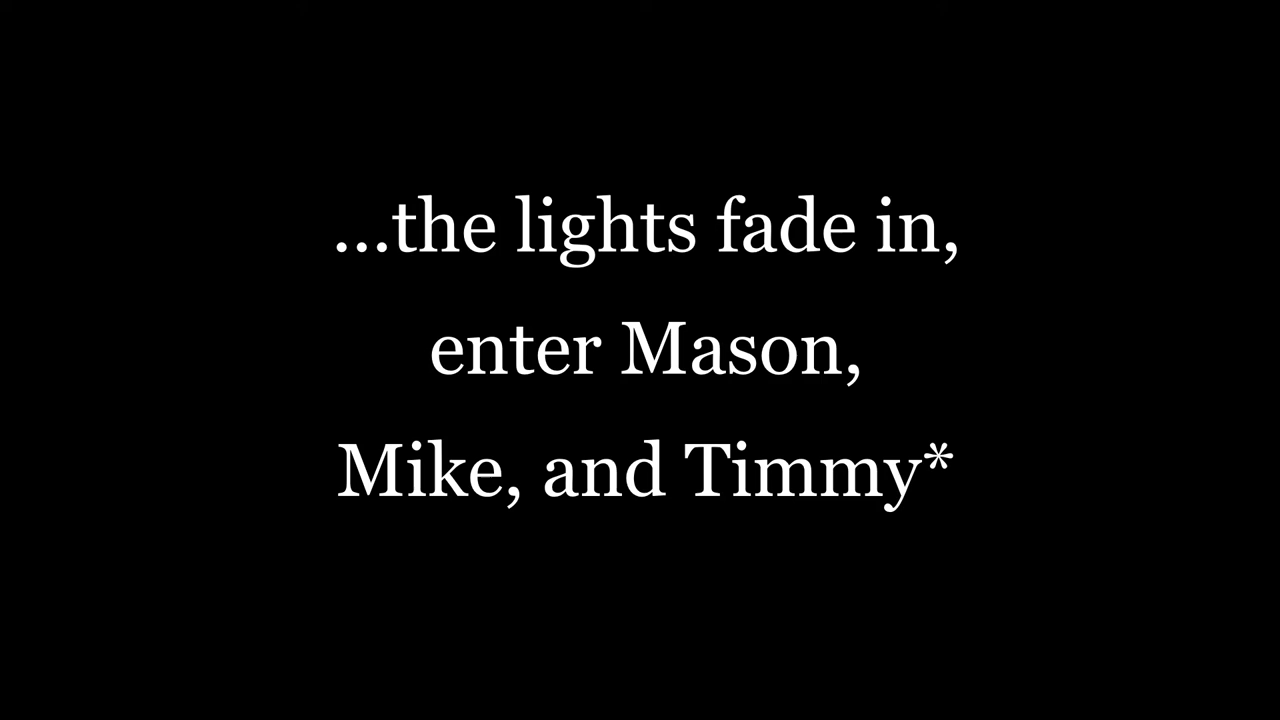 ...the lights fade in,
enter Mason,
Mike, and Timmy*